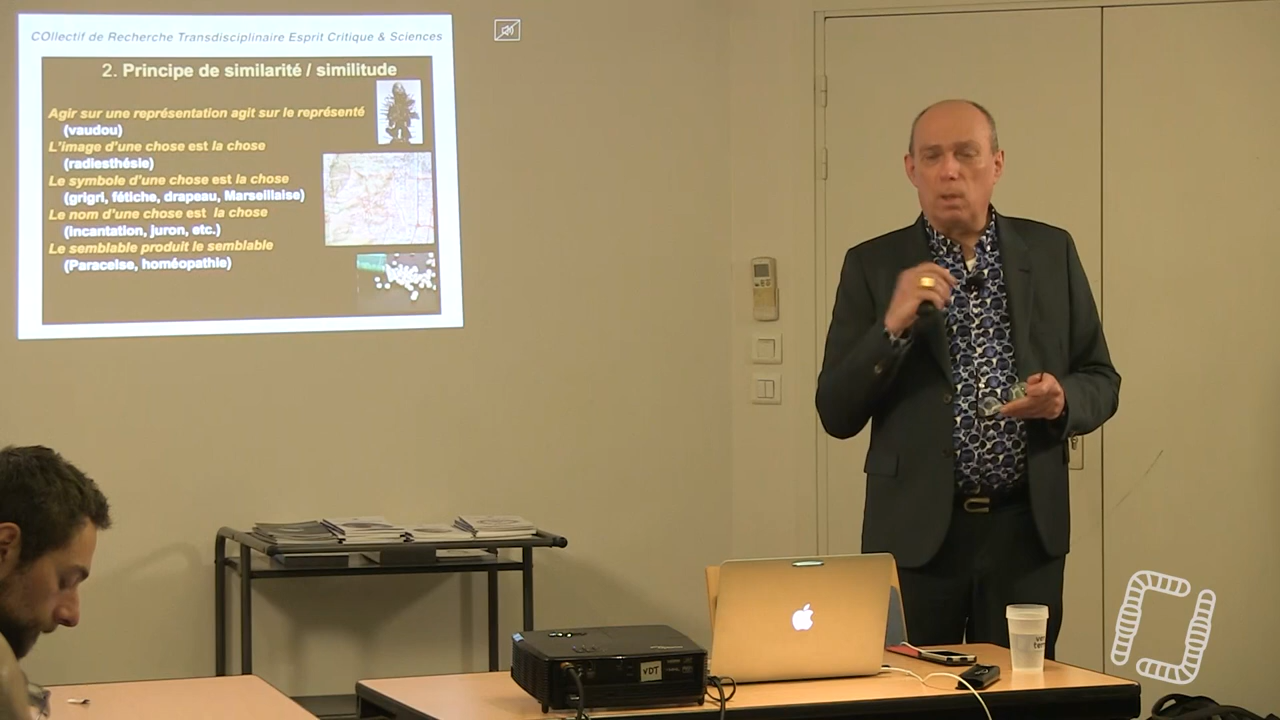 COllectif de Recherche Transdisciplinaire Esprit Critique & Sciences
2. Principe de similarité / similitude
Agir sur une représentation agit sur le représenté
(vaudou)
L'image d'une chose est la chose
(radiesthésie)
Le symbole d'une chose est la chose
(grigri, fétiche, drapeau, Marseillaise)
Le nom d'une chose est la chose
(incantation, juron, etc.)
Le semblable produit le semblable
(Paracelse, homéopathie)
VDT